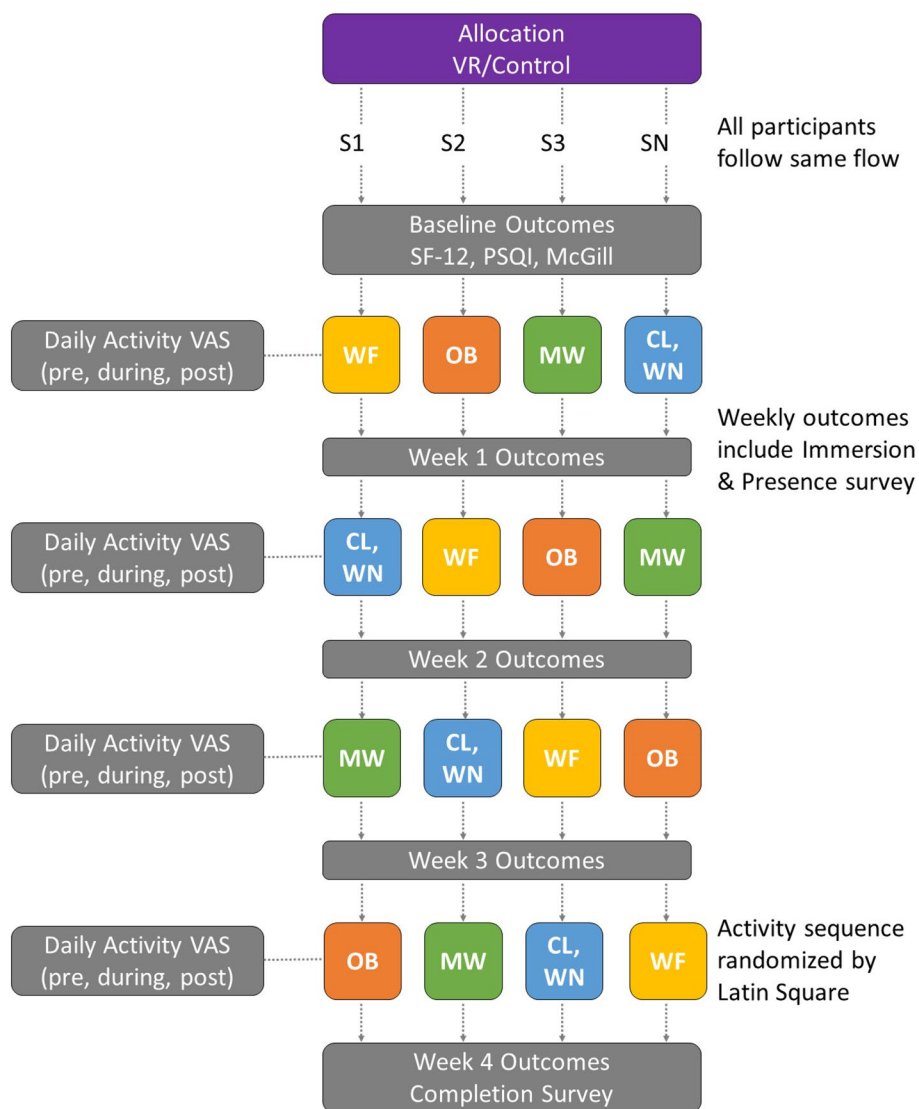 Allocation
VR/Control
S1 S2 S3 SN
All participants
follow same flow
Baseline Outcomes
SF-12, PSQI, McGill
Daily Activity VAS
(pre, during, post)
WF
OB
MW
CL,
WN
Weekly outcomes
include Immersion
& Presence survey
Week 1 Outcomes
Daily Activity VAS
(pre, during, post)
CL,
WN
WF
OB
MW
Week 2 Outcomes
Daily Activity VAS
(pre, during, post)
MW
CL,
WN
WF
OB
Week 3 Outcomes
Daily Activity VAS
(pre, during, post)
OB
MW
CL,
WN
WF
Activity sequence
randomized by
Latin Square
Week 4 Outcomes
Completion Survey